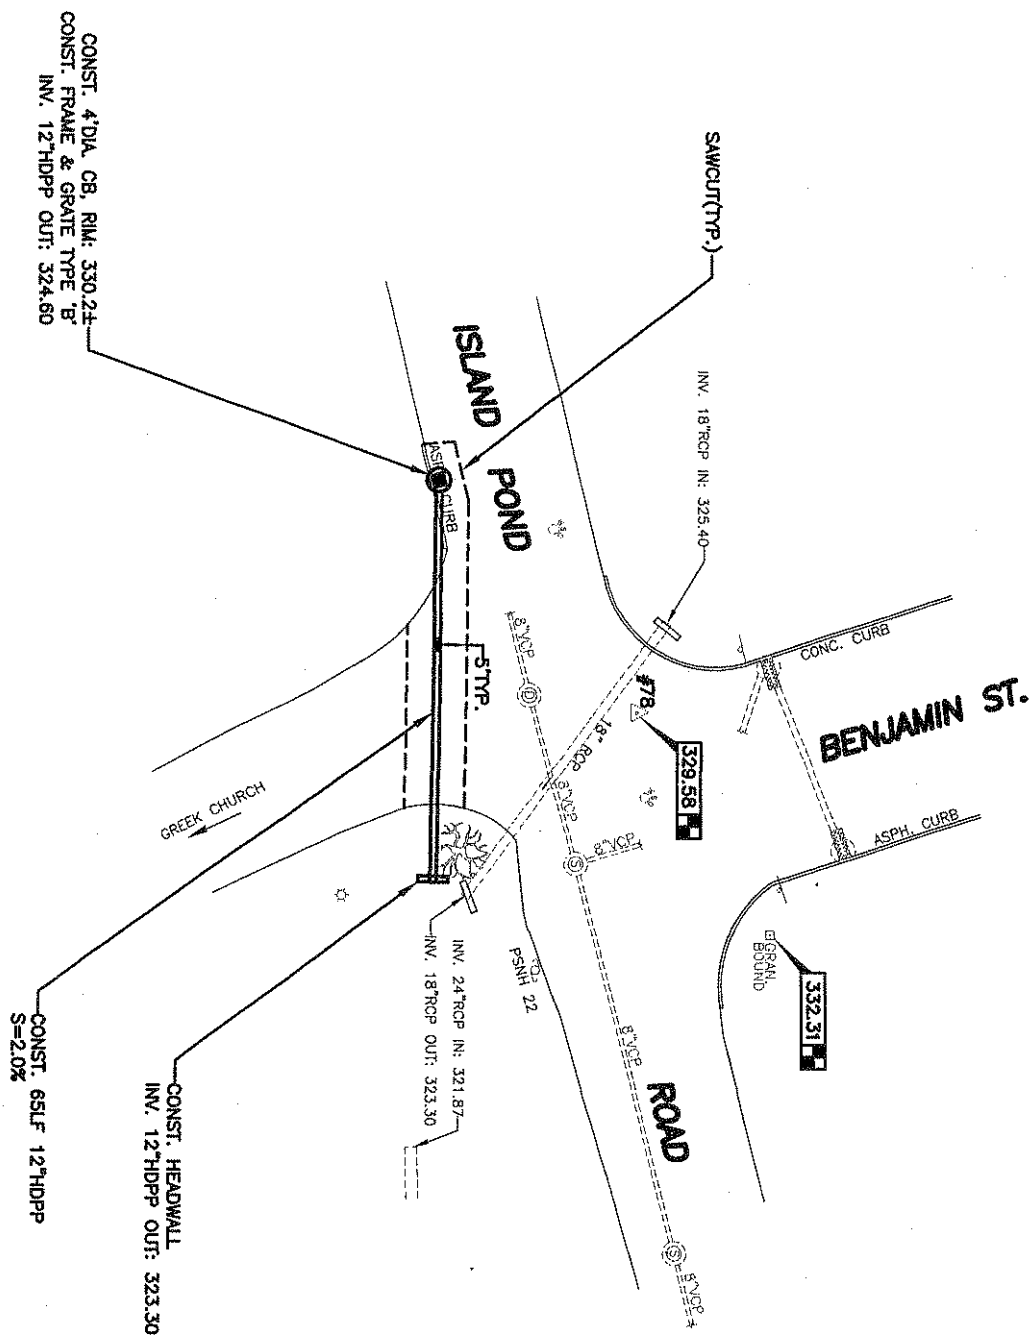 CONST. 4'DIA. CB, RIM: 330.2±
CONST. FRAME & GRATE TYPE 'B'
INV. 12"HDPP OUT: 324.60
SAWCUT(TYP.)
INV. 18"RCP IN: 325.40
ISLAND POND ROAD
BENJAMIN ST.
CONC. CURB
ASPH. CURB
CURB
8"VCP
D
#78
329.58
18" RCP
8"VCP
S
8"VCP
5'TYP.
GRAN.
BOUND
332.31
GREEK CHURCH
PSNH 22
8"VCP
S
8"VCP
INV. 24"RCP IN: 321.87
INV. 18"RCP OUT: 323.30
CONST. HEADWALL
INV. 12"HDPP OUT: 323.30
CONST. 65LF 12"HDPP
S=2.0%